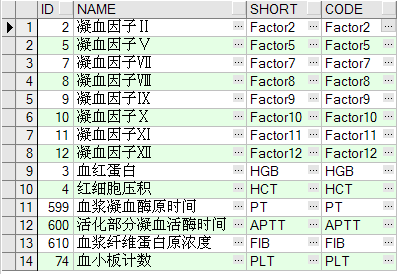 ID NAME SHORT CODE
1 2 凝血因子Ⅱ ... Factor2 ... Factor2 ...
2 5 凝血因子Ⅴ ... Factor5 ... Factor5 ...
3 7 凝血因子Ⅶ ... Factor7 ... Factor7 ...
4 8 凝血因子Ⅷ ... Factor8 ... Factor8 ...
5 9 凝血因子Ⅸ ... Factor9 ... Factor9 ...
6 10 凝血因子Ⅹ ... Factor10 ... Factor10 ...
7 11 凝血因子Ⅺ ... Factor11 ... Factor11 ...
8 12 凝血因子Ⅻ ... Factor12 ... Factor12 ...
9 3 血红蛋白 ... HGB ... HGB ...
10 4 红细胞压积 ... HCT ... HCT ...
11 599 血浆凝血酶原时间 ... PT ... PT ...
12 600 活化部分凝血活酶时间 ... APTT ... APTT ...
13 610 血浆纤维蛋白原浓度 ... FIB ... FIB ...
14 74 血小板计数 ... PLT ... PLT ...